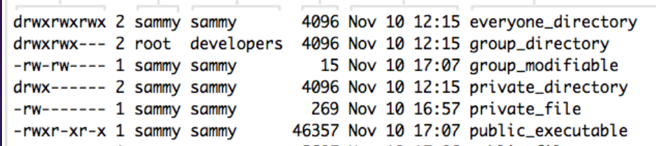 drwxrwxrwx 2 sammy sammy 4096 Nov 10 12:15 everyone_directory
drwxrwx--- 2 root developers 4096 Nov 10 12:15 group_directory
-rw-rw---- 1 sammy sammy 15 Nov 10 17:07 group_modifiable
drwx------ 2 sammy sammy 4096 Nov 10 12:15 private_directory
-rw------- 1 sammy sammy 269 Nov 10 16:57 private_file
-rwxr-xr-x 1 sammy sammy 46357 Nov 10 17:07 public_executable